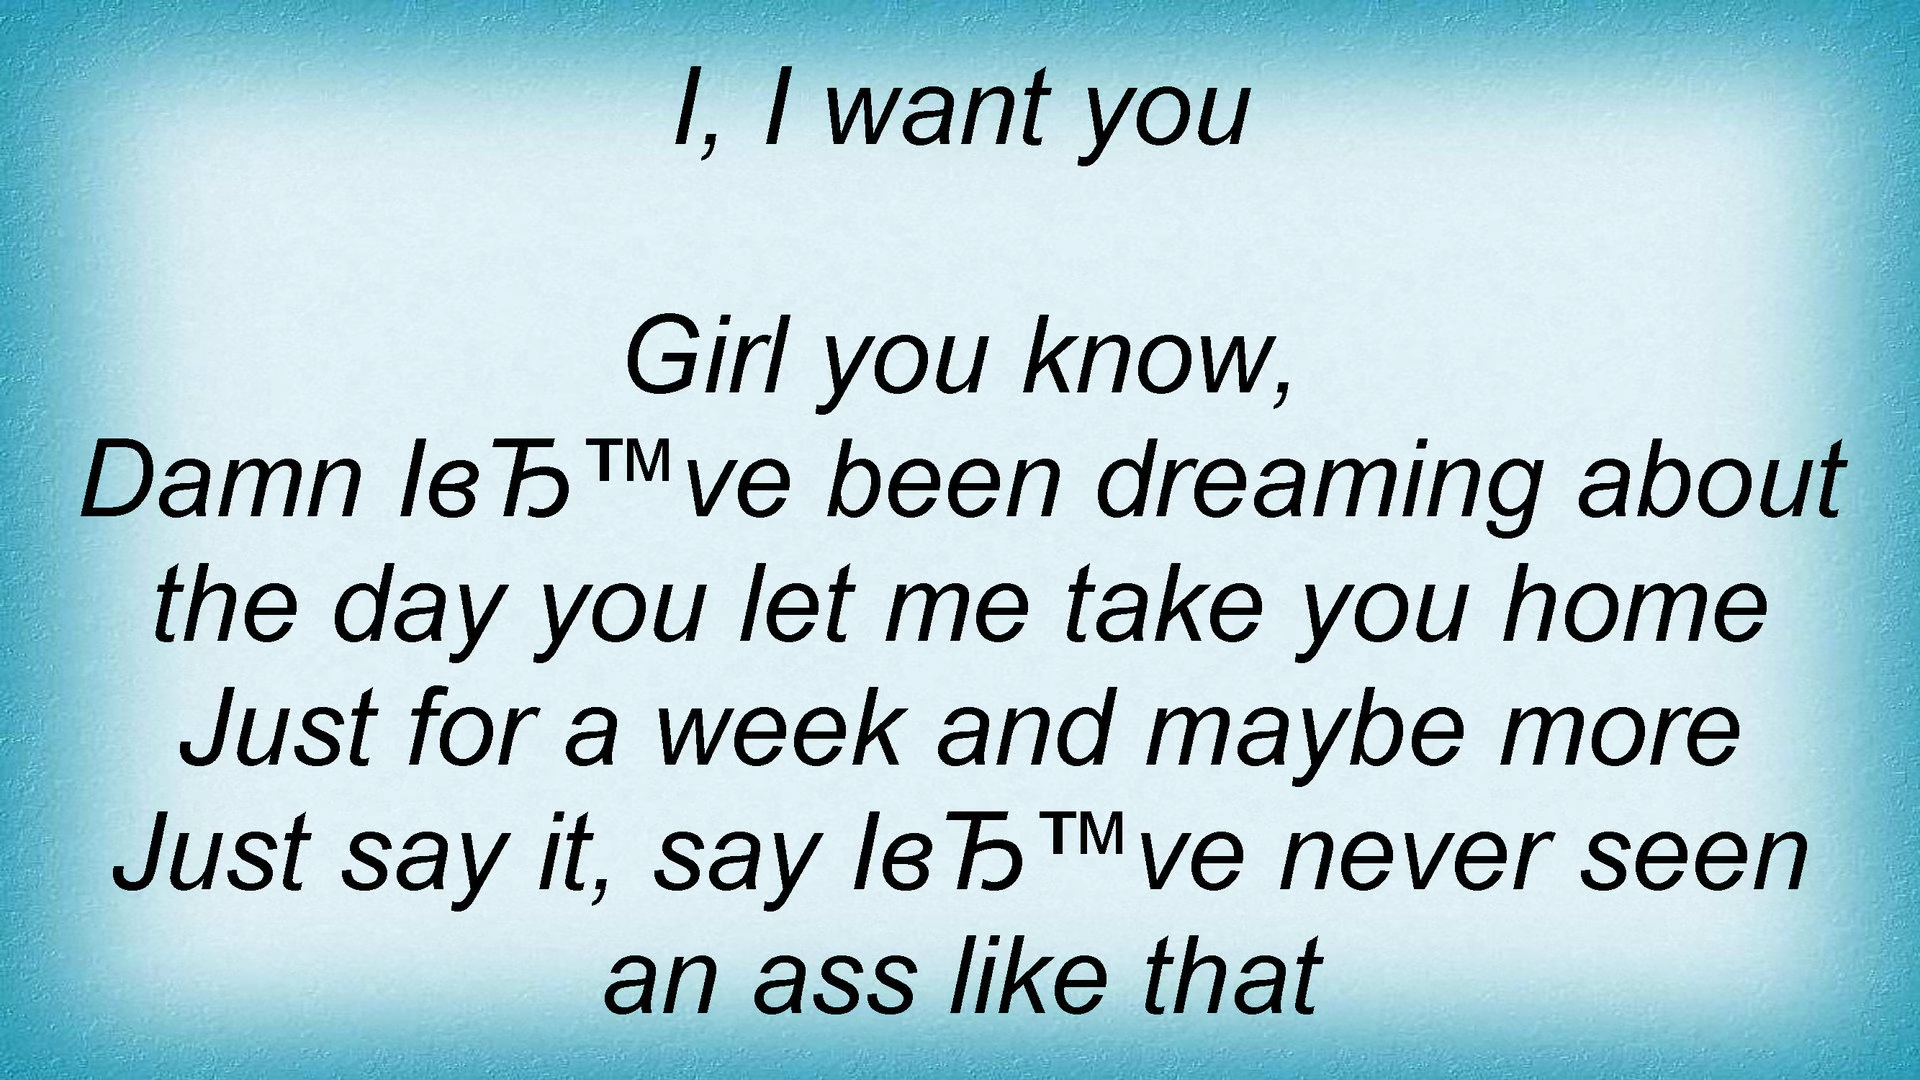 I, I want you
Girl you know,
Damn IвЂ™ve been dreaming about
the day you let me take you home
Just for a week and maybe more
Just say it, say IвЂ™ve never seen
an ass like that